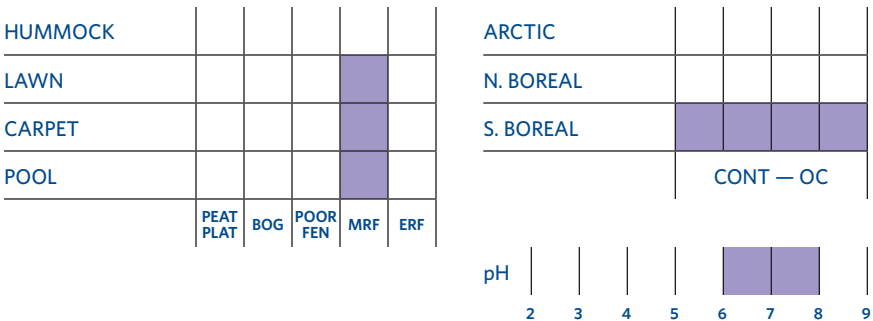 HUMMOCK
LAWN
CARPET
POOL
PEAT PLAT
BOG
POOR FEN
MRF
ERF
ARCTIC
N. BOREAL
S. BOREAL
CONT — OC
pH
2 3 4 5 6 7 8 9